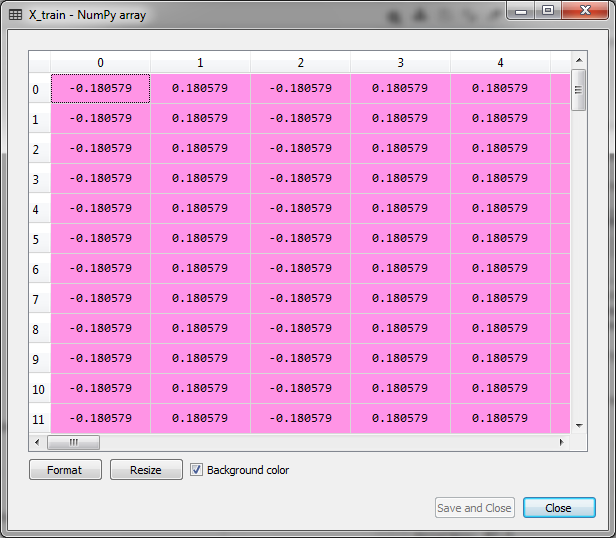 X_train - NumPy array
0 1 2 3 4
0 -0.180579 0.180579 -0.180579 0.180579 0.180579
1 -0.180579 0.180579 -0.180579 0.180579 0.180579
2 -0.180579 0.180579 -0.180579 0.180579 0.180579
3 -0.180579 0.180579 -0.180579 0.180579 0.180579
4 -0.180579 0.180579 -0.180579 0.180579 0.180579
5 -0.180579 0.180579 -0.180579 0.180579 0.180579
6 -0.180579 0.180579 -0.180579 0.180579 0.180579
7 -0.180579 0.180579 -0.180579 0.180579 0.180579
8 -0.180579 0.180579 -0.180579 0.180579 0.180579
9 -0.180579 0.180579 -0.180579 0.180579 0.180579
10 -0.180579 0.180579 -0.180579 0.180579 0.180579
11 -0.180579 0.180579 -0.180579 0.180579 0.180579
Format Resize Background color
Save and Close Close